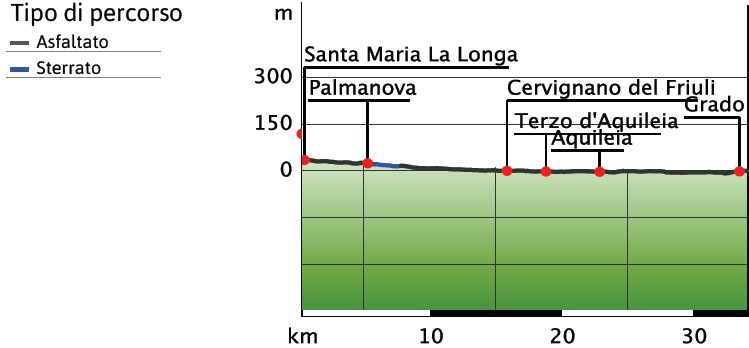 Tipo di percorso
Asfaltato
Sterrato
m
Santa Maria La Longa
300
Palmanova
Cervignano del Friuli
Grado
150
Terzo d'Aquileia
Aquileia
0
km
10
20
30